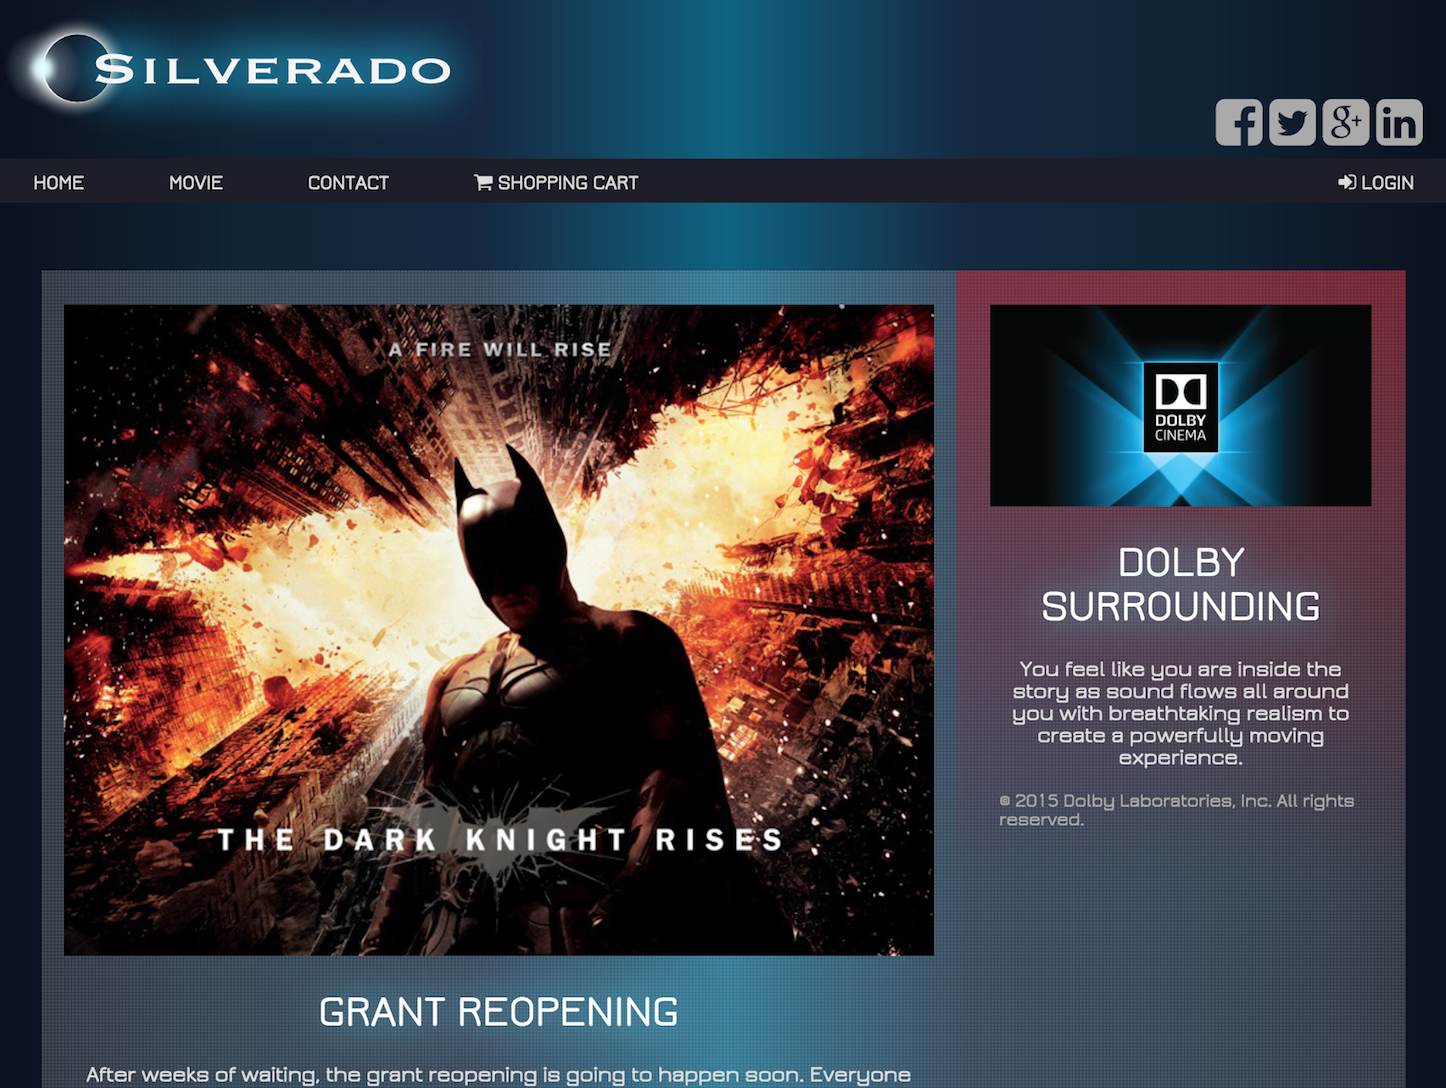 SILVERADO
HOME MOVIE CONTACT SHOPPING CART LOGIN
A FIRE WILL RISE
THE DARK KNIGHT RISES
GRANT REOPENING
After weeks of waiting, the grant reopening is going to happen soon. Everyone
DOLBY
CINEMA
DOLBY
SURROUNDING
You feel like you are inside the
story as sound flows all around
you with breathtaking realism to
create a powerfully moving
experience.
© 2015 Dolby Laboratories, Inc. All rights
reserved.